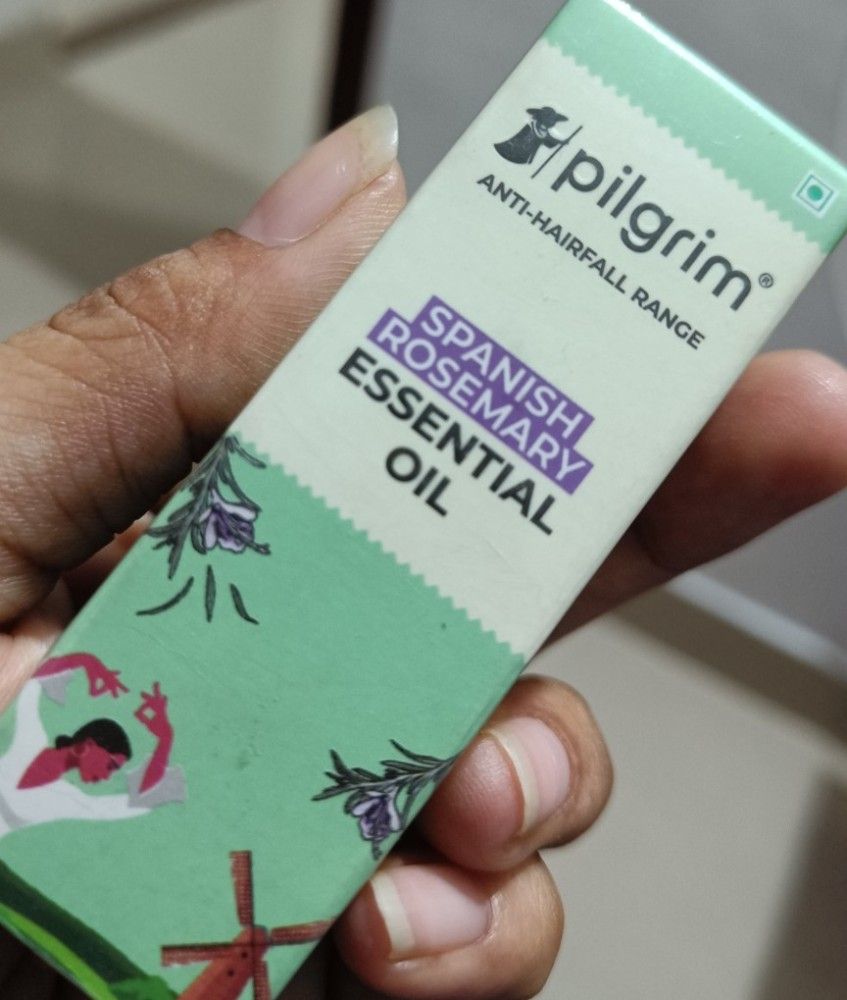 pilgrim®
ANTI-HAIRFALL RANGE
SPANISH
ROSEMARY
ESSENTIAL
OIL